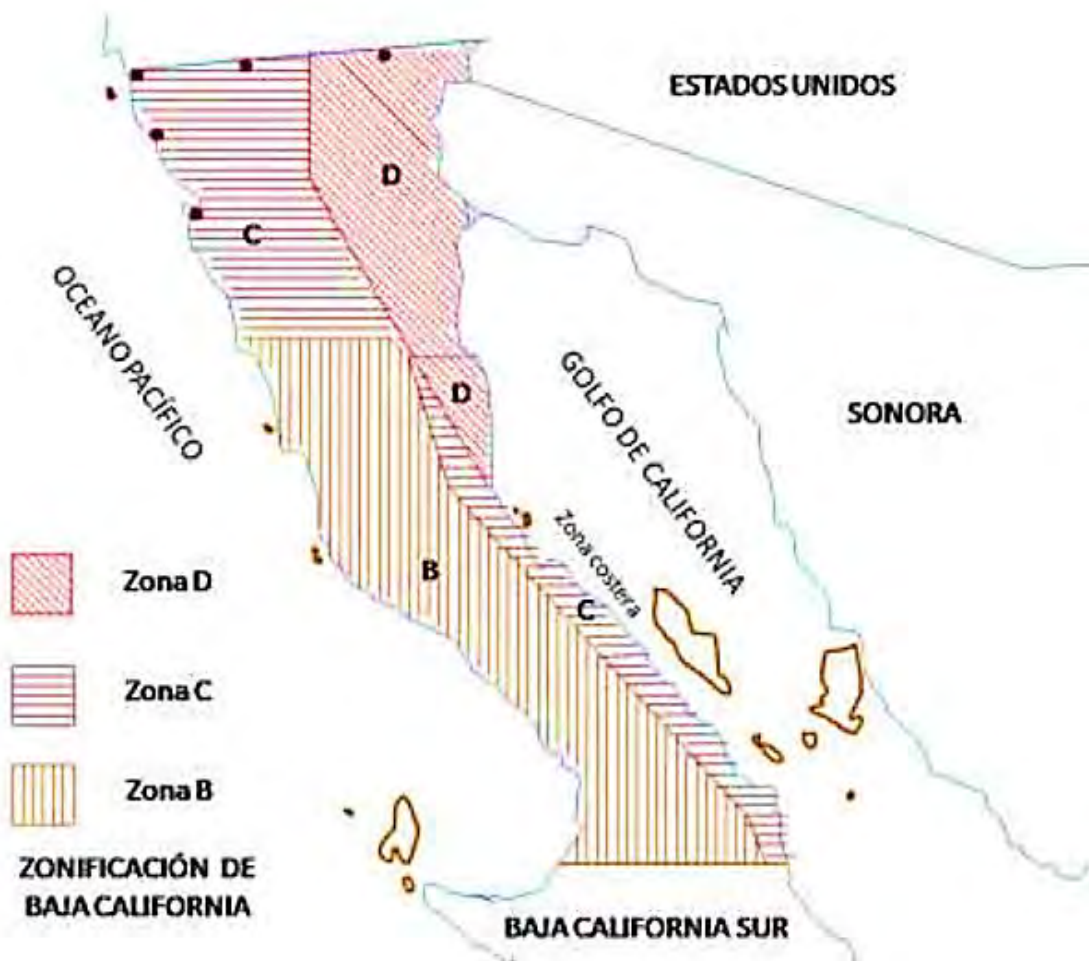 ESTADOS UNIDOS
D
C
OCEANO PACÍFICO
GOLFO DE CALIFORNIA
SONORA
D
Zona costera
B
C
Zona D
Zona C
Zona B
ZONIFICACIÓN DE
BAJA CALIFORNIA
BAJA CALIFORNIA SUR